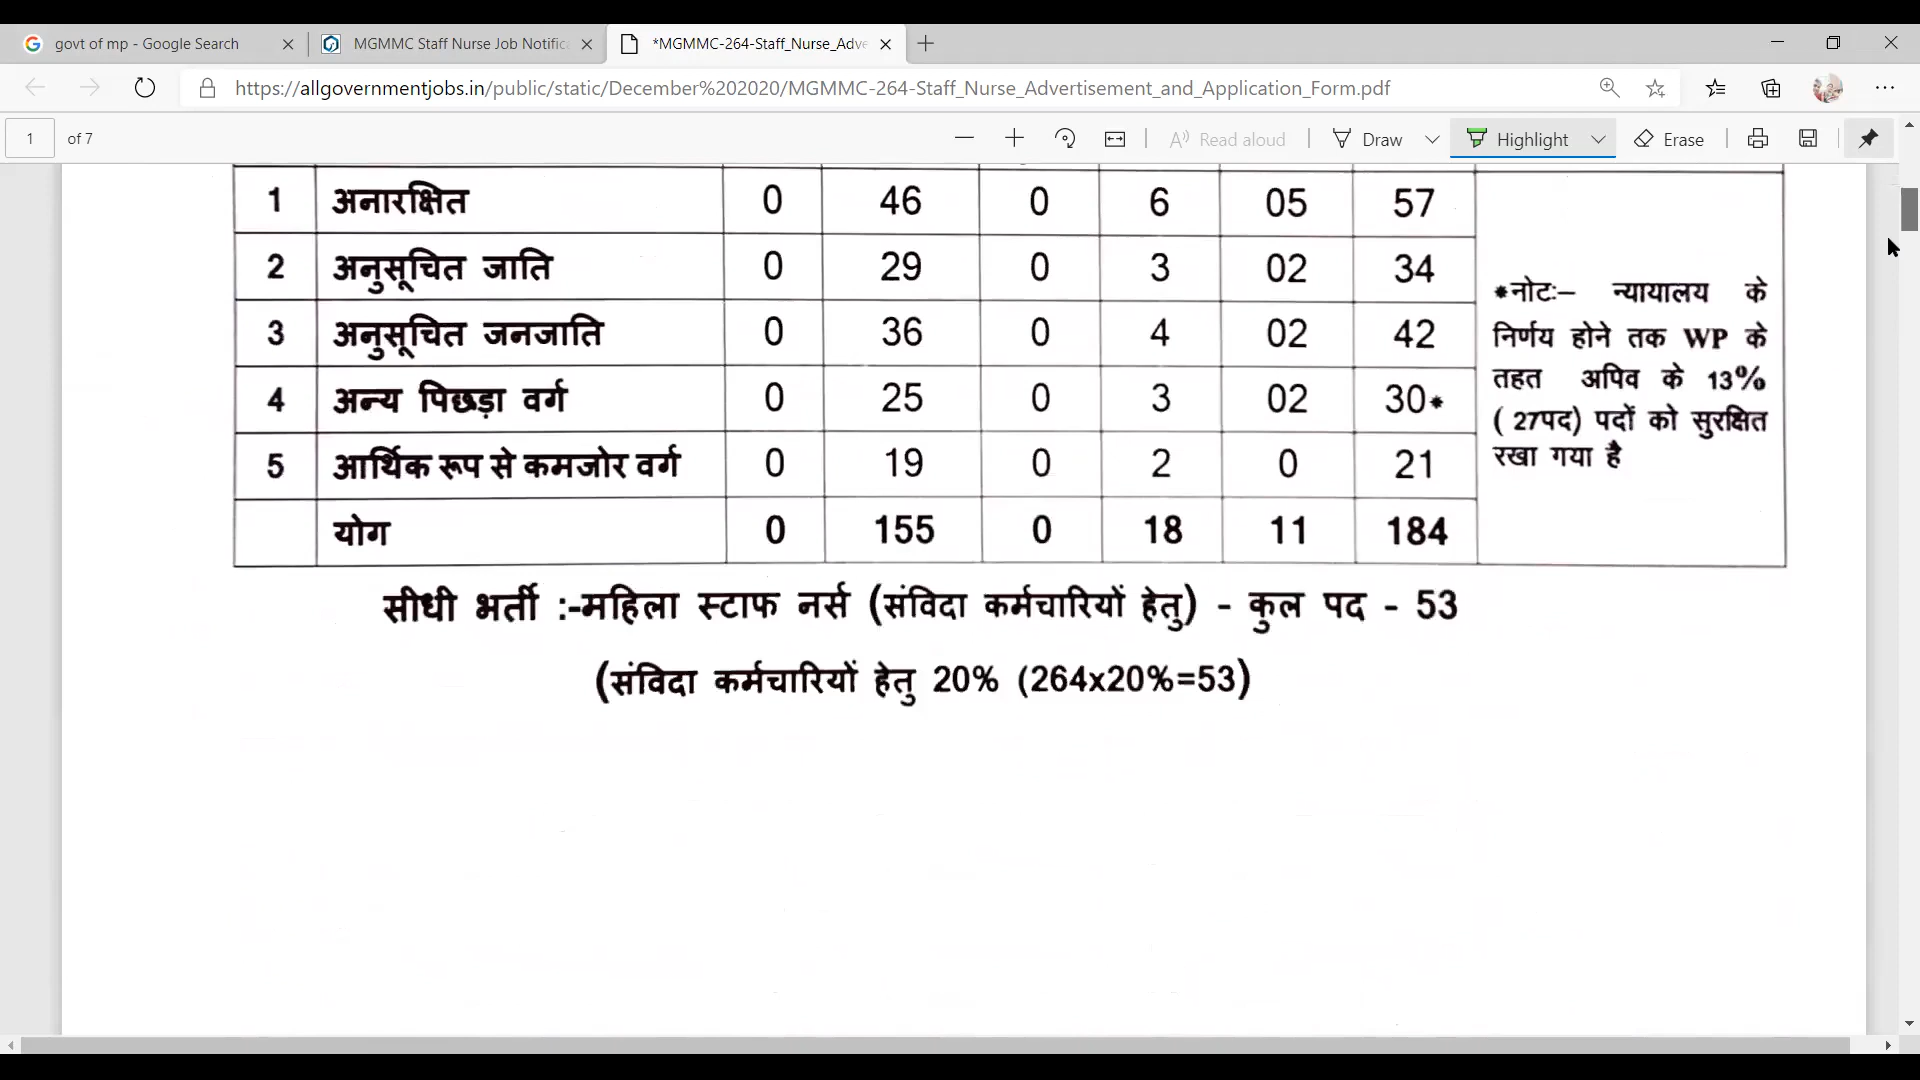 govt of mp - Google Search
MGMMC Staff Nurse Job Notific
*MGMMC-264-Staff_Nurse_Adve
https://allgovernmentjobs.in/public/static/December%202020/MGMMC-264-Staff_Nurse_Advertisement_and_Application_Form.pdf
1 of 7 Read aloud Draw Highlight Erase
1 अनारक्षित 0 46 0 6 05 57
2 अनुसूचित जाति 0 29 0 3 02 34
3 अनुसूचित जनजाति 0 36 0 4 02 42
4 अन्य पिछड़ा वर्ग 0 25 0 3 02 30*
5 आर्थिक रूप से कमजोर वर्ग 0 19 0 2 0 21
योग 0 155 0 18 11 184
*नोटः– न्यायालय के
निर्णय होने तक WP के
तहत अपिव के 13%
( 27पद) पदों को सुरक्षित
रखा गया है
सीधी भर्ती :-महिला स्टाफ नर्स (संविदा कर्मचारियों हेतु) - कुल पद - 53
(संविदा कर्मचारियों हेतु 20% (264x20%=53)